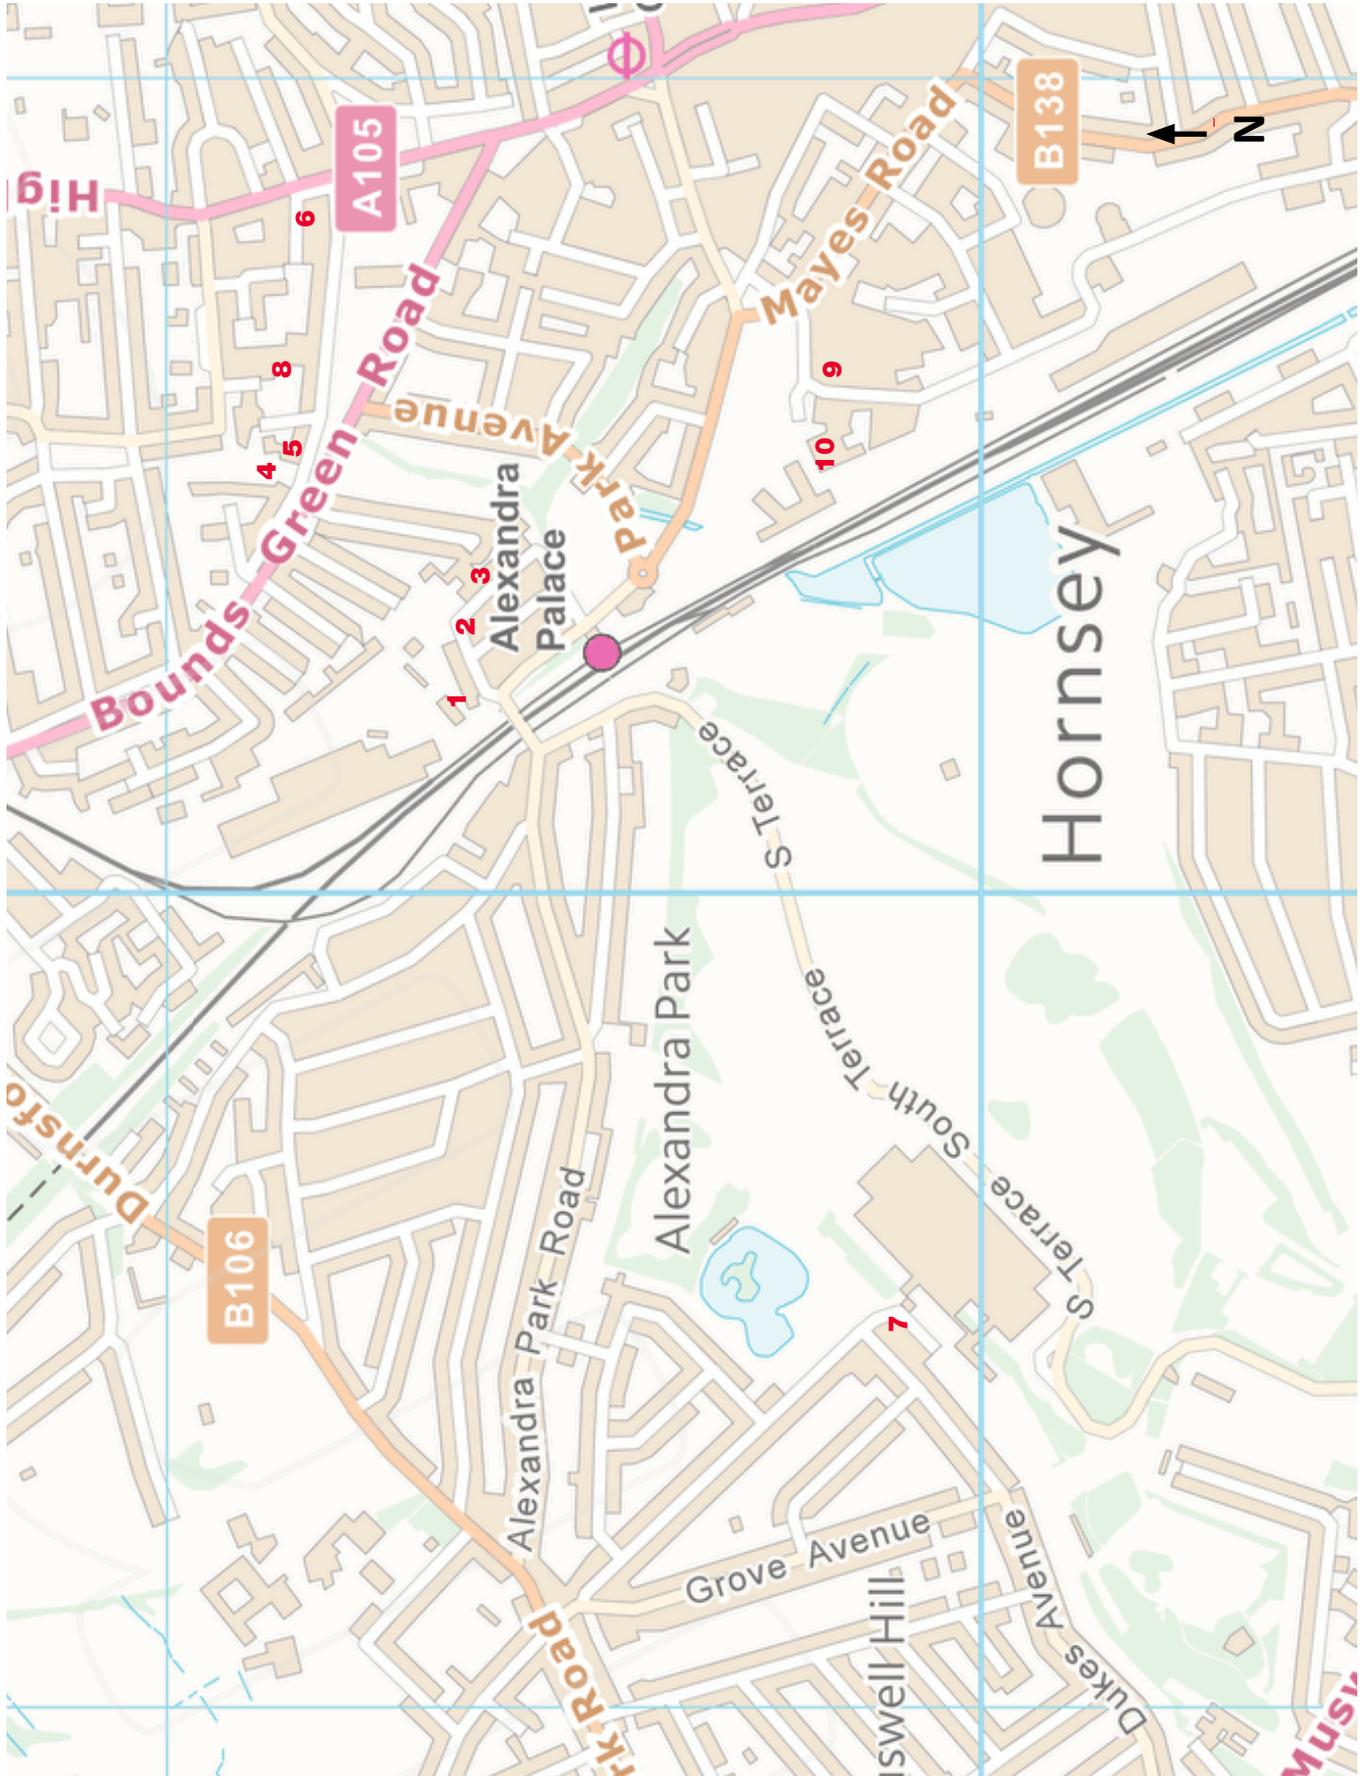 Hig
A105
B138
N
6
Mayes Road
Bounds Green Road
8
9
Park Avenue
5
4
10
Alexandra
Palace
3
2
1
Hornsey
S Terrace
Alexandra Park
Terrace
South
S Terrace
Durnsfo
B106
Alexandra Park Road
7
Grove Avenue
swell Hill
Dukes Avenue
rk Road
Musw